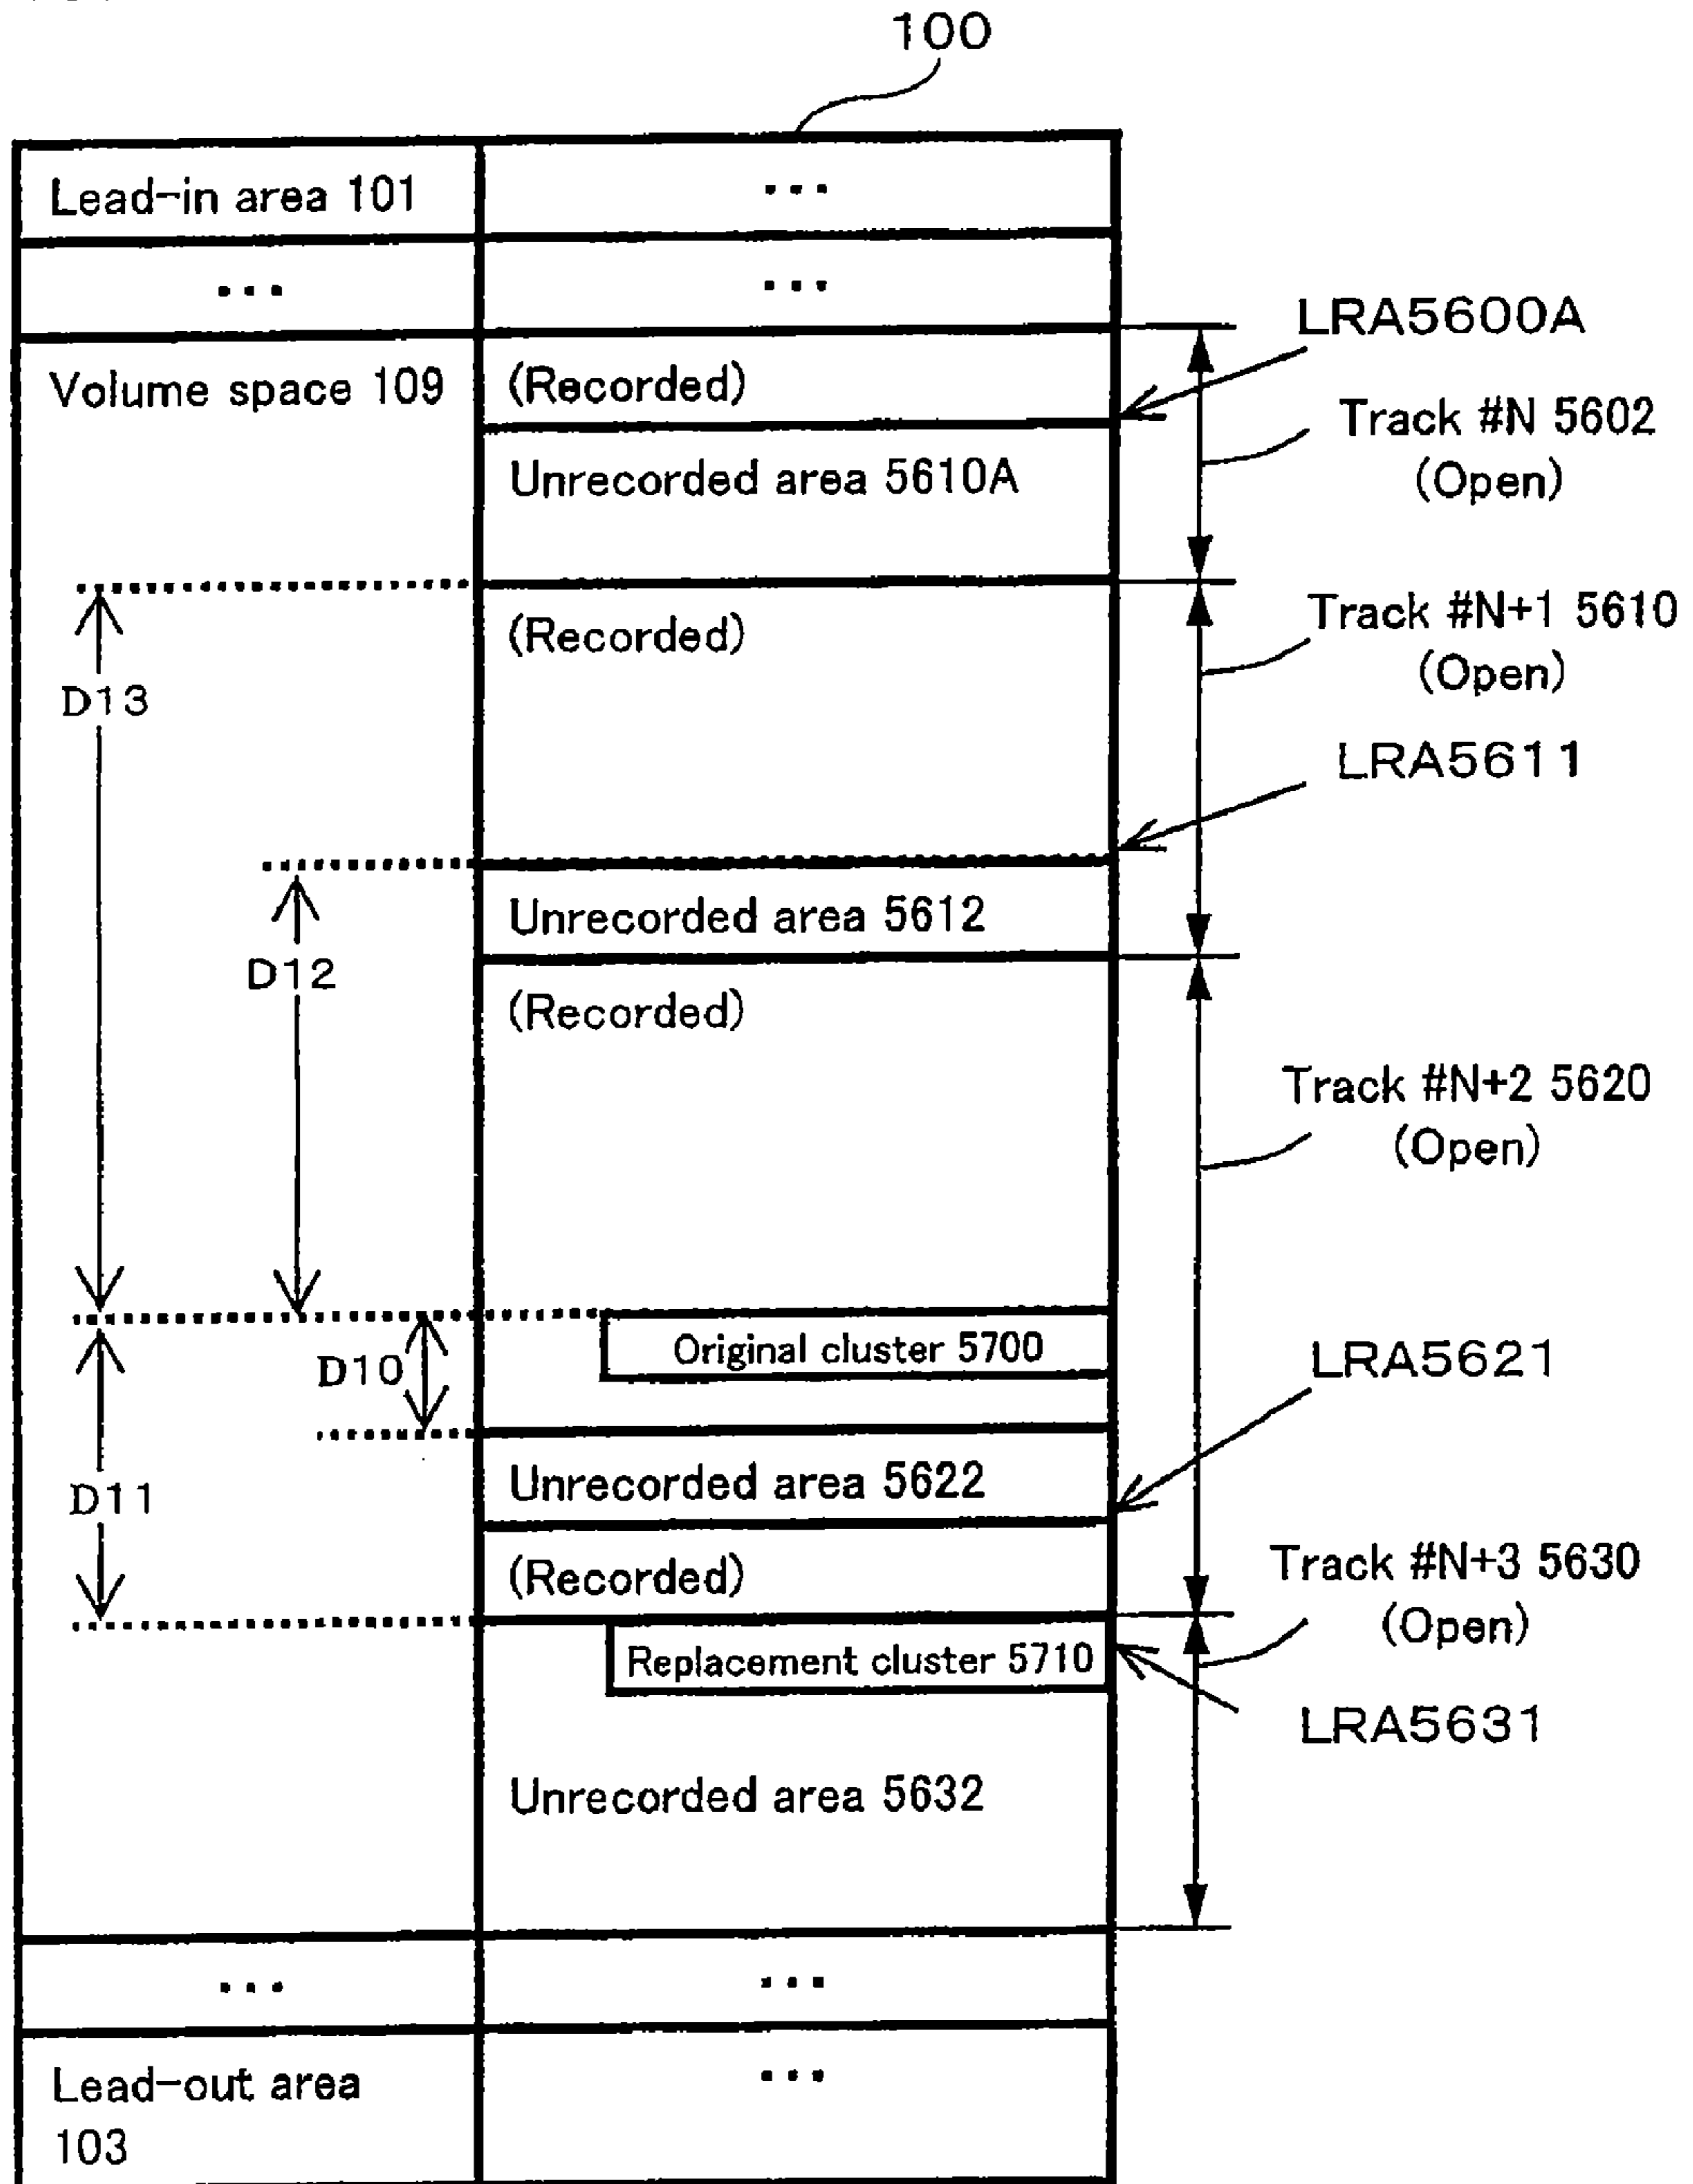 100
Lead-in area 101
...
...
...
LRA5600A
Volume space 109
(Recorded)
Track #N 5602
(Open)
Unrecorded area 5610A
Track #N+1 5610
(Open)
(Recorded)
D13
LRA5611
Unrecorded area 5612
D12
(Recorded)
Track #N+2 5620
(Open)
Original cluster 5700
D10
LRA5621
Unrecorded area 5622
D11
(Recorded)
Track #N+3 5630
(Open)
Replacement cluster 5710
LRA5631
Unrecorded area 5632
...
...
Lead-out area
103
...